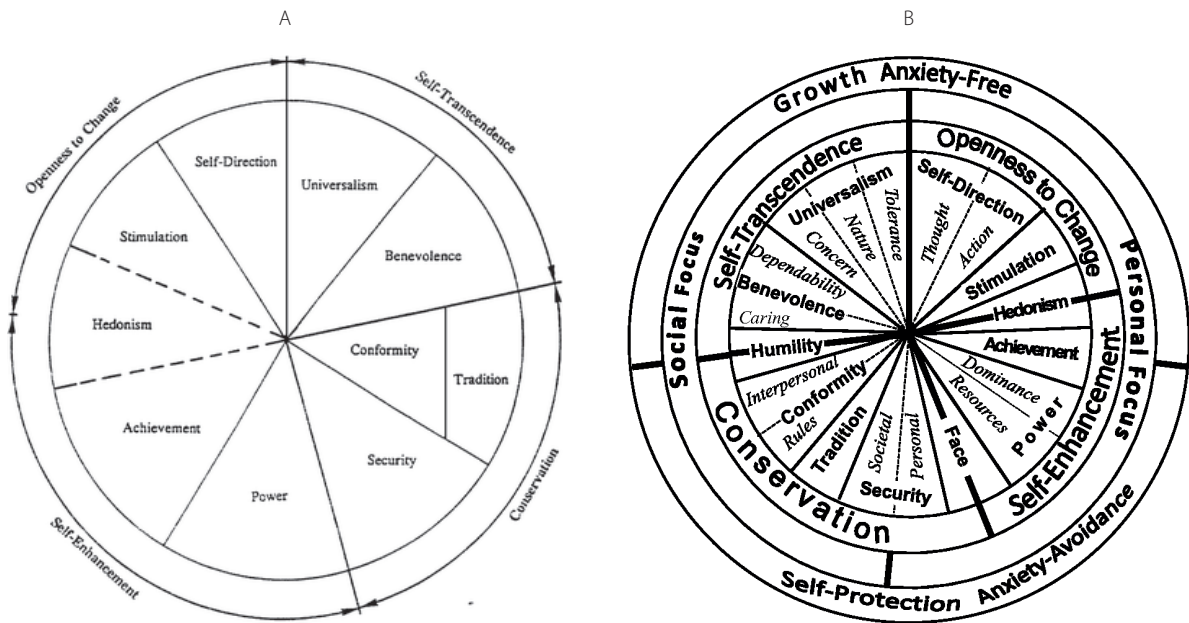 A
Openness to Change
Self-Transcendence
Self-Direction
Universalism
Stimulation
Benevolence
Hedonism
Conformity
Tradition
Achievement
Security
Power
Self-Enhancement
Conservation
B
Growth Anxiety-Free
Self-Transcendence
Openness to Change
Social Focus
Personal Focus
Universalism
Concern
Nature
Tolerance
Self-Direction
Thought
Action
Stimulation
Hedonism
Dependability
Benevolence
Caring
Humility
Achievement
Interpersonal
Conformity
Rules
Dominance
Resources
Power
Tradition
Societal
Personal
Security
Face
Conservation
Self-Enhancement
Self-Protection Anxiety-Avoidance